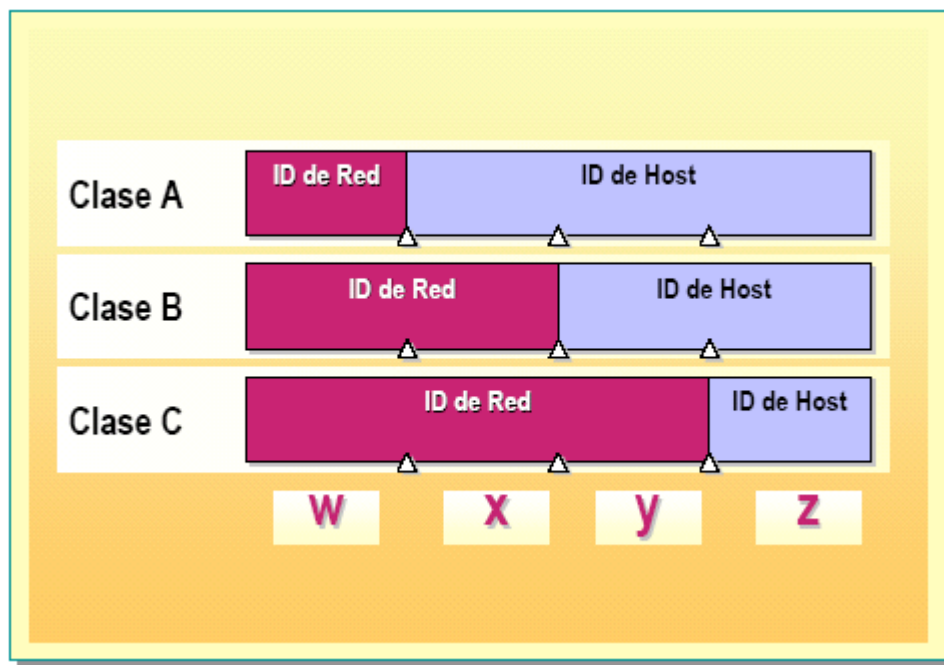 Clase A
ID de Red
ID de Host
Clase B
ID de Red
ID de Host
Clase C
ID de Red
ID de Host
w x y z